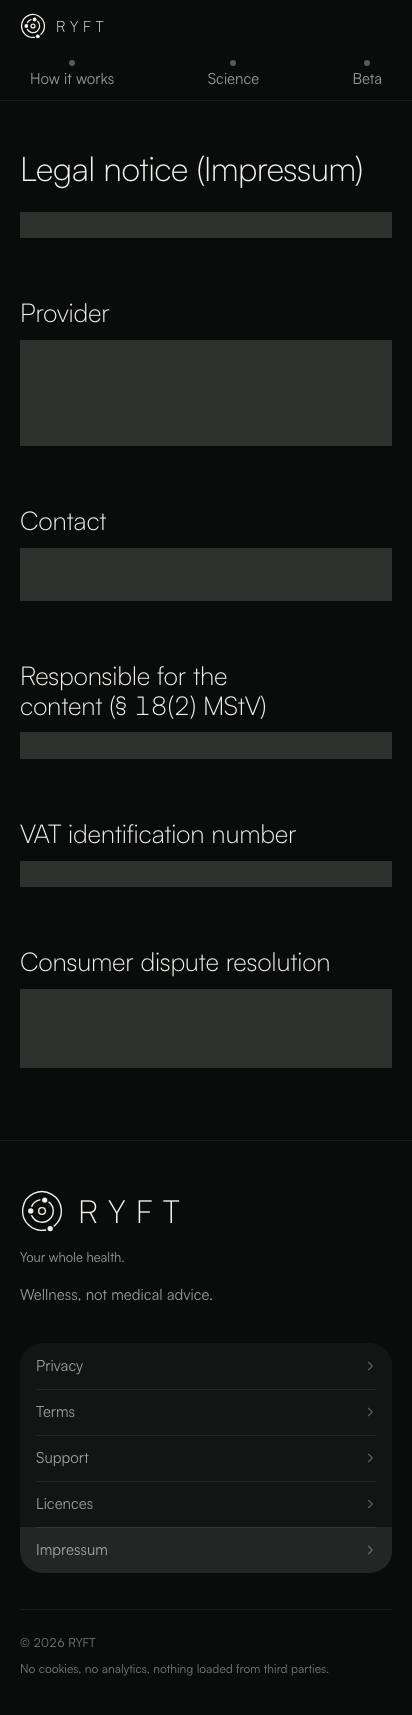 RYFT
How it works
Science
Beta
Legal notice (Impressum)
Provider
Contact
Responsible for the
content (§ 18(2) MStV)
VAT identification number
Consumer dispute resolution
RYFT
Your whole health.
Wellness, not medical advice.
Privacy
Terms
Support
Licences
Impressum
© 2026 RYFT
No cookies, no analytics, nothing loaded from third parties.